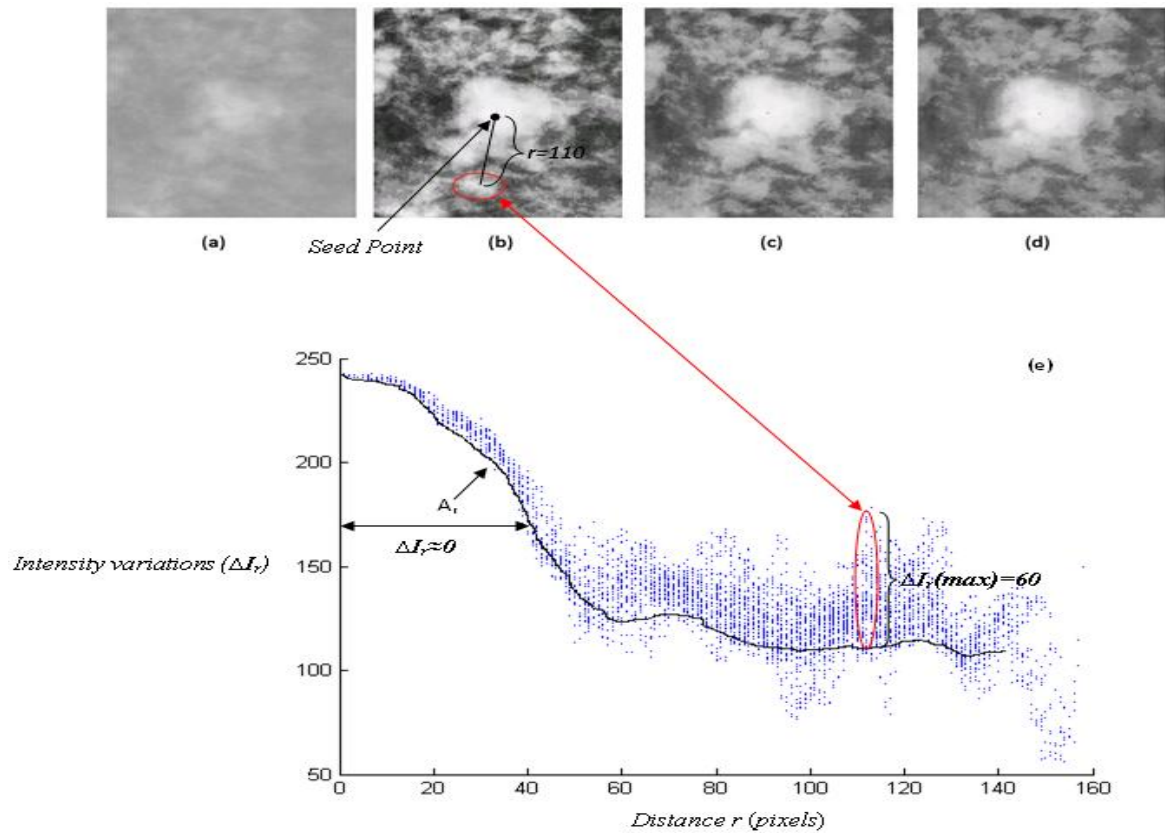 r=110
(a)
(b)
(c)
(d)
Seed Point
(e)
250
200
150
100
50
A_r
ΔI_r≈0
ΔI_r(max)=60
Intensity variations (ΔI_r)
0
20
40
60
80
100
120
140
160
Distance r (pixels)